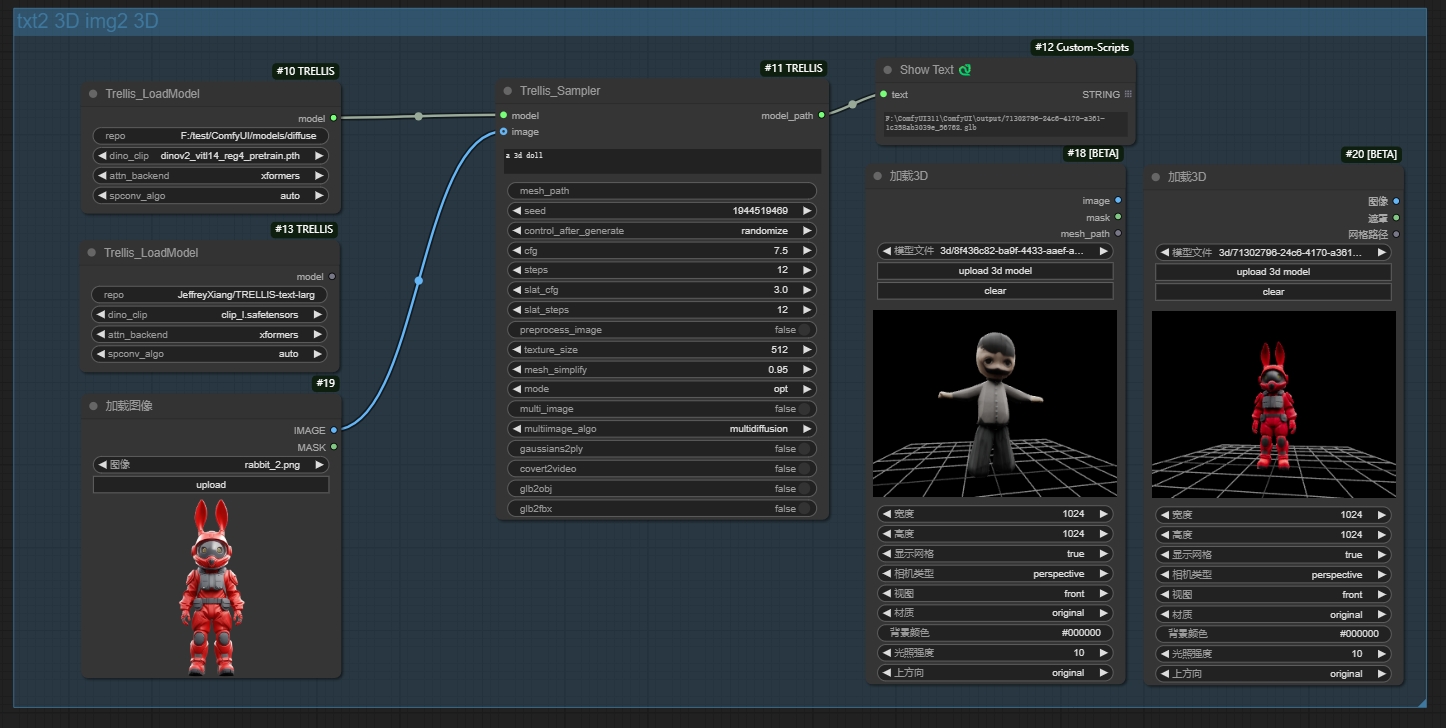 txt2 3D img2 3D
#10 TRELLIS
Trellis_LoadModel
model
repo F:/test/ComfyUI/models/diffuse
dino_clip dinov2_vitl14_reg4_pretrain.pth
attn_backend xformers
spconv_algo auto
#13 TRELLIS
Trellis_LoadModel
model
repo JeffreyXiang/TRELLIS-text-larg
dino_clip clip_l.safetensors
attn_backend xformers
spconv_algo auto
#19
加载图像
IMAGE
MASK
图像 rabbit_2.png
upload
#11 TRELLIS
Trellis_Sampler
model model_path
image
a 3d doll
mesh_path
seed 1944519469
control_after_generate randomize
cfg 7.5
steps 12
slat_cfg 3.0
slat_steps 12
preprocess_image false
texture_size 512
mesh_simplify 0.95
mode opt
multi_image false
multiimage_algo multidiffusion
gaussians2ply false
covert2video false
glb2obj false
glb2fbx false
#12 Custom-Scripts
Show Text
text STRING
F:\ComfyUI311\ComfyUI\output/71302796-24c6-4170-a361-
1c358ab3039e_56762.glb
#18 [BETA]
加载3D
image
mask
mesh_path
模型文件 3d/8f436c82-ba9f-4433-aaef-a...
upload 3d model
clear
宽度 1024
高度 1024
显示网格 true
相机类型 perspective
视图 front
材质 original
背景颜色 #000000
光照强度 10
上方向 original
#20 [BETA]
加载3D
图像
遮罩
网格路径
模型文件 3d/71302796-24c6-4170-a361...
upload 3d model
clear
宽度 1024
高度 1024
显示网格 true
相机类型 perspective
视图 front
材质 original
背景颜色 #000000
光照强度 10
上方向 original